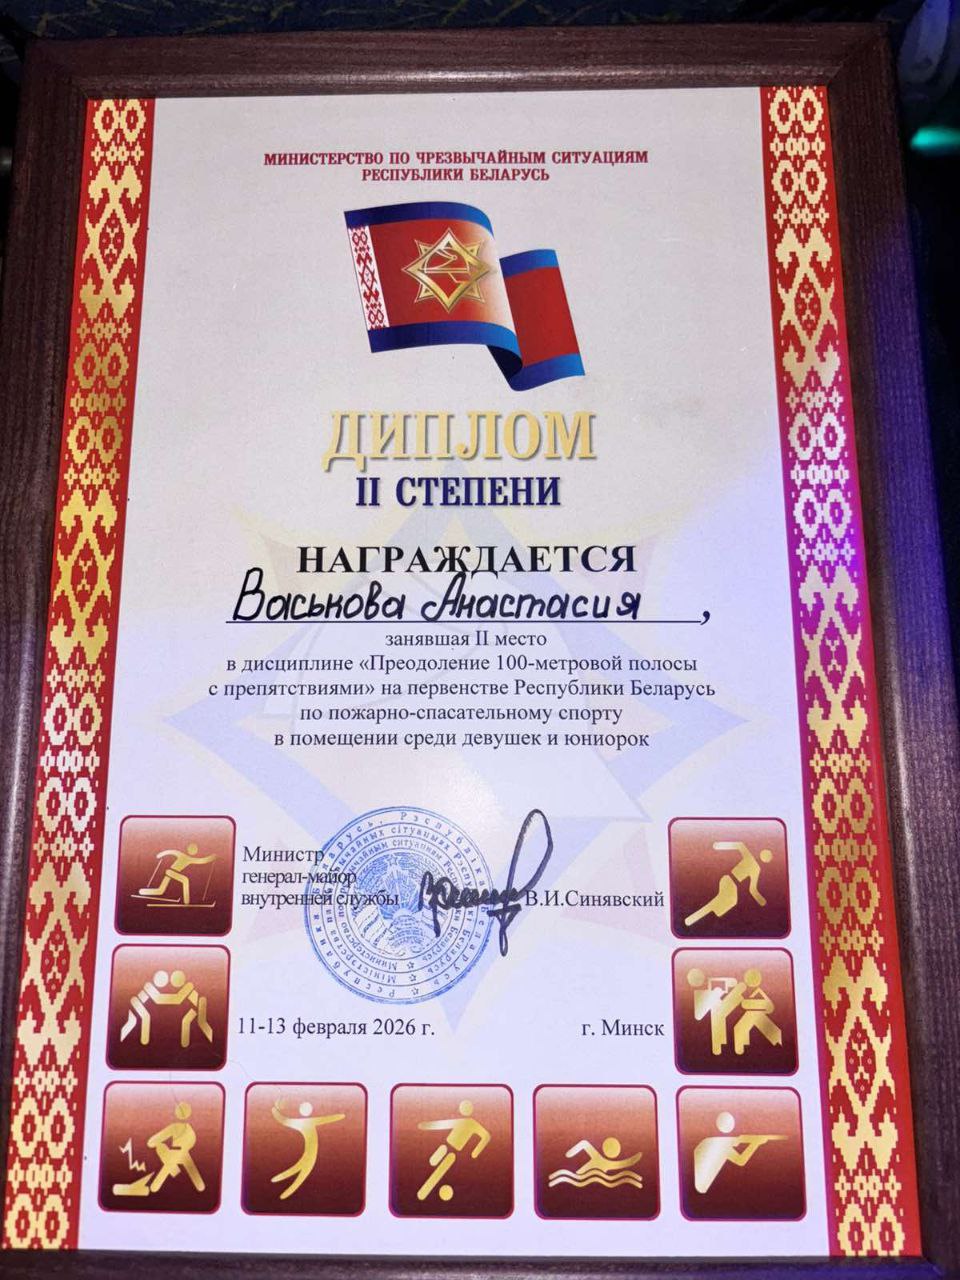 МИНИСТЕРСТВО ПО ЧРЕЗВЫЧАЙНЫМ СИТУАЦИЯМ
РЕСПУБЛИКИ БЕЛАРУСЬ
ДИПЛОМ
II СТЕПЕНИ
НАГРАЖДАЕТСЯ
Васькова Анастасия,
занявшая II место
в дисциплине «Преодоление 100-метровой полосы
с препятствиями» на первенстве Республики Беларусь
по пожарно-спасательному спорту
в помещении среди девушек и юниорок
Министр
генерал-майор
внутренней службы В.И.Синявский
11-13 февраля 2026 г. г. Минск